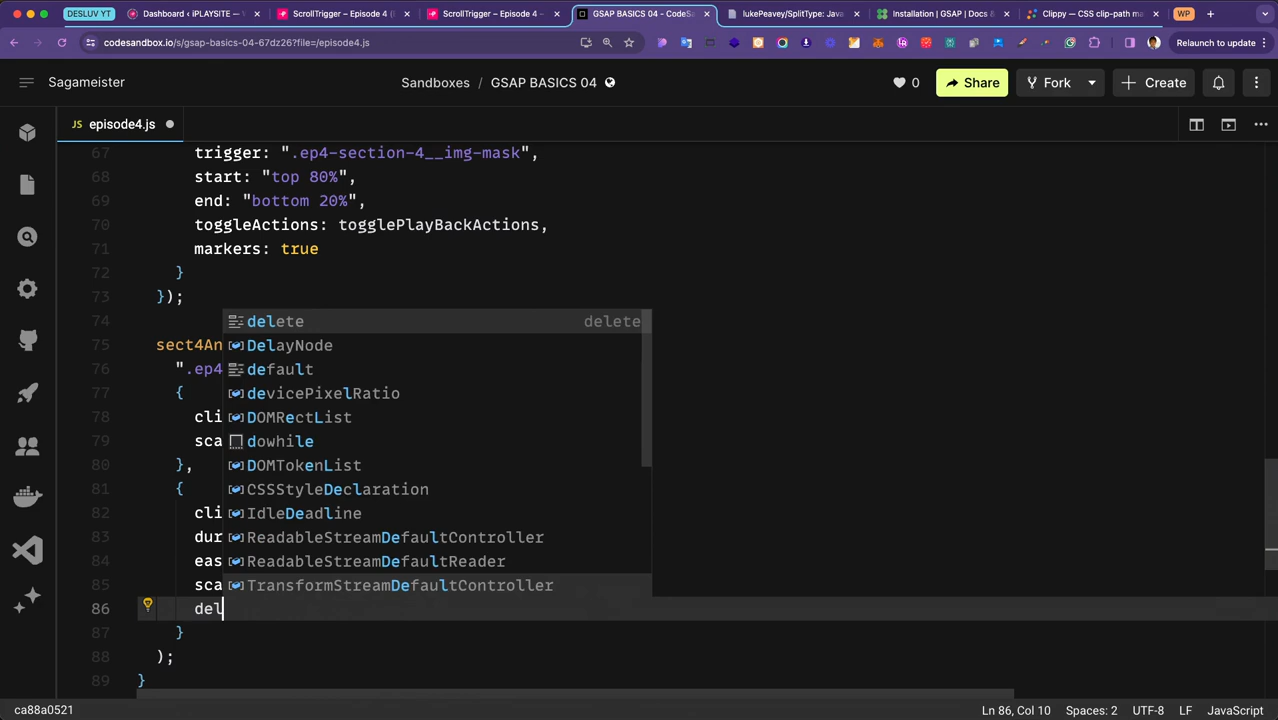 DESLUV YT
Dashboard ‹ iPLAYSITE — W
ScrollTrigger – Episode 4 (
ScrollTrigger – Episode 4 –
GSAP BASICS 04 - CodeSa
lukePeavey/SplitType: Java
Installation | GSAP | Docs &
Clippy — CSS clip-path ma
WP
codesandbox.io/s/gsap-basics-04-67dz26?file=/episode4.js
Relaunch to update
Sagameister
Sandboxes / GSAP BASICS 04
0
Share
Fork
Create
JS episode4.js
67 trigger: ".ep4-section-4__img-mask",
68 start: "top 80%",
69 end: "bottom 20%",
70 toggleActions: togglePlayBackActions,
71 markers: true
72 }
73 });
74 delete delete
75 sect4An DelayNode
76 ".ep4 default
77 { devicePixelRatio
78 cli DOMRectList
79 sca dowhile
80 }, DOMTokenList
81 { CSSStyleDeclaration
82 cli IdleDeadline
83 dur ReadableStreamDefaultController
84 eas ReadableStreamDefaultReader
85 sca TransformStreamDefaultController
86 del
87 }
88 );
89 }
ca88a0521
Ln 86, Col 10
Spaces: 2
UTF-8
LF
JavaScript